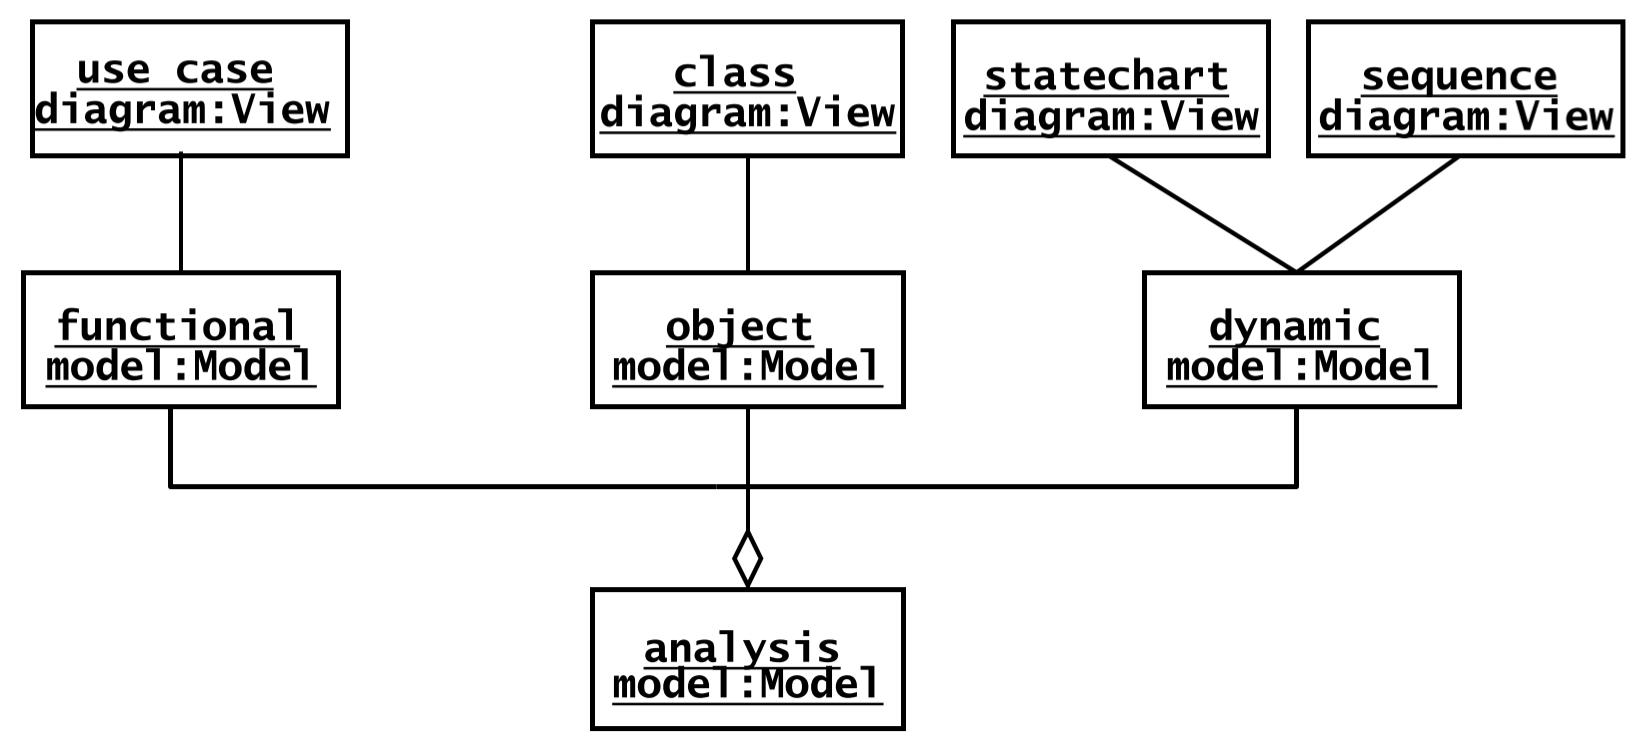 use case
diagram:View
class
diagram:View
statechart
diagram:View
sequence
diagram:View
functional
model:Model
object
model:Model
dynamic
model:Model
analysis
model:Model